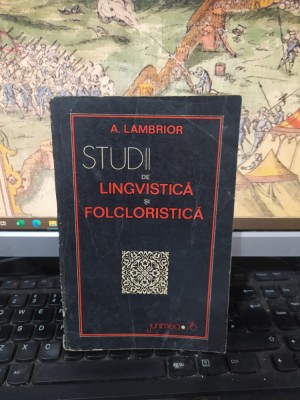 A. LAMBRIOR
STUDII
DE
LINGVISTICĂ
ȘI
FOLCLORISTICĂ
junimea